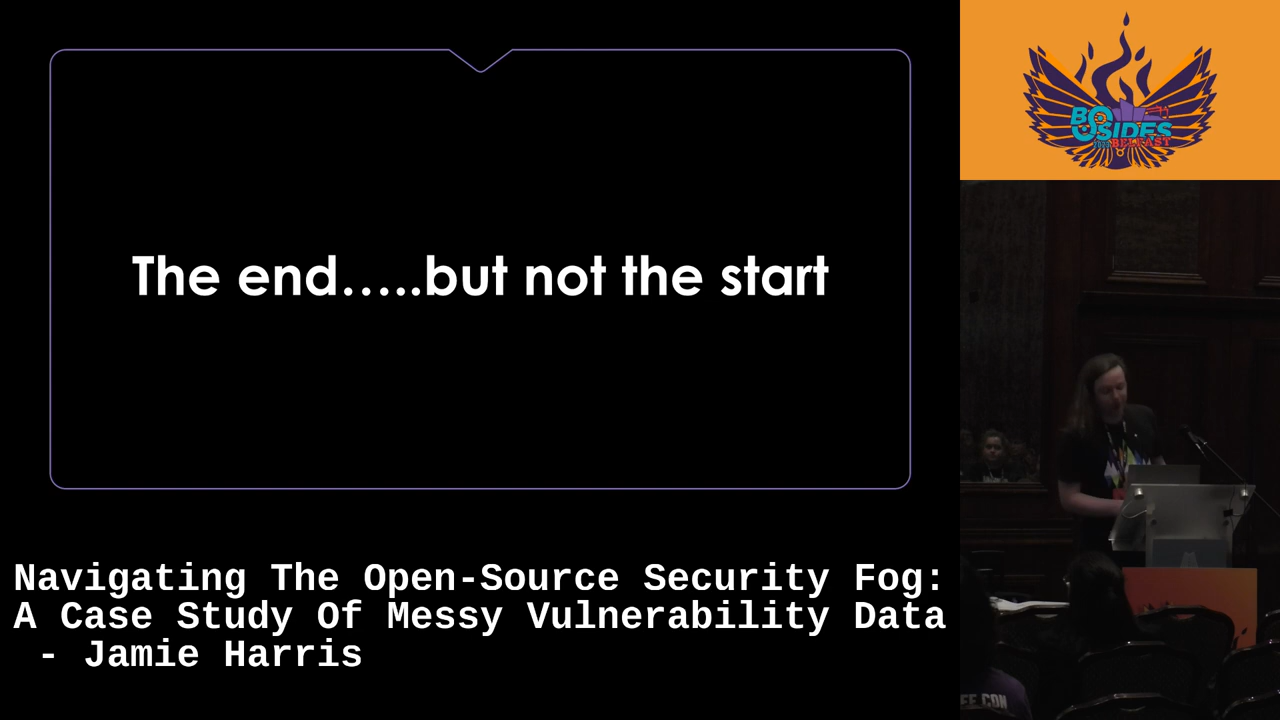 The end…..but not the start
Navigating The Open-Source Security Fog:
A Case Study Of Messy Vulnerability Data
- Jamie Harris
BSIDES
BELFAST